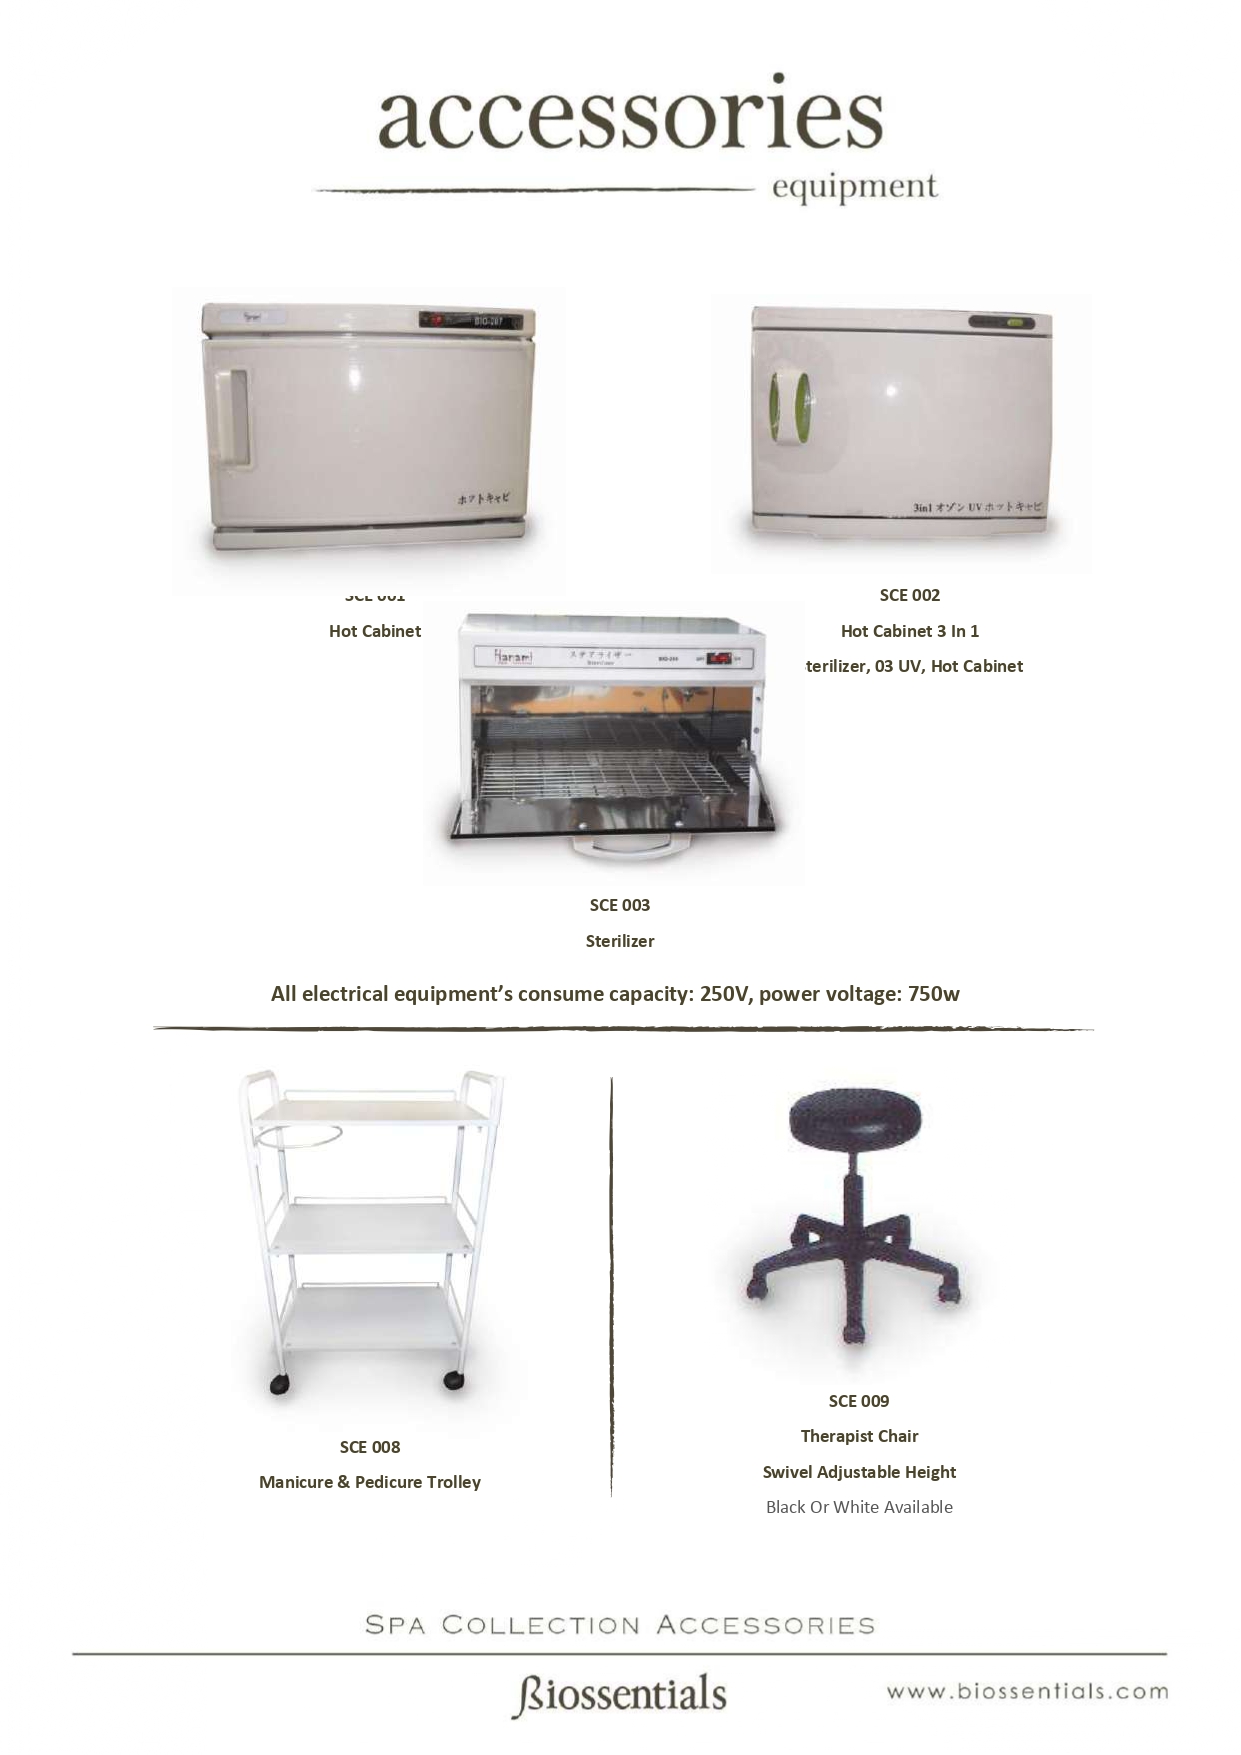 accessories
equipment
BIO-287
ホットキャビ
3in1 オゾン UV ホットキャビ
SCE 001
Hot Cabinet
SCE 002
Hot Cabinet 3 In 1
terilizer, 03 UV, Hot Cabinet
Hanami
ステアライザー
SCE 003
Sterilizer
All electrical equipment’s consume capacity: 250V, power voltage: 750w
SCE 008
Manicure & Pedicure Trolley
SCE 009
Therapist Chair
Swivel Adjustable Height
Black Or White Available
SPA COLLECTION ACCESSORIES
βiossentials
www.biossentials.com